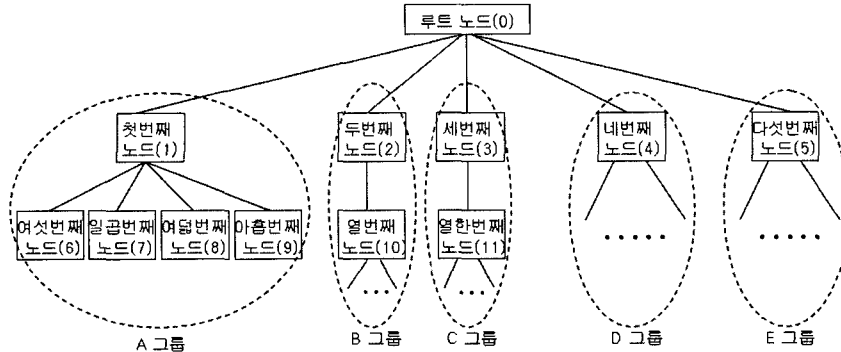 루트 노드(0)
첫번째
노드(1)
두번째
노드(2)
세번째
노드(3)
네번째
노드(4)
다섯번째
노드(5)
여섯번째
노드(6)
일곱번째
노드(7)
여덟번째
노드(8)
아홉번째
노드(9)
열번째
노드(10)
열한번째
노드(11)
A 그룹
B 그룹
C 그룹
D 그룹
E 그룹